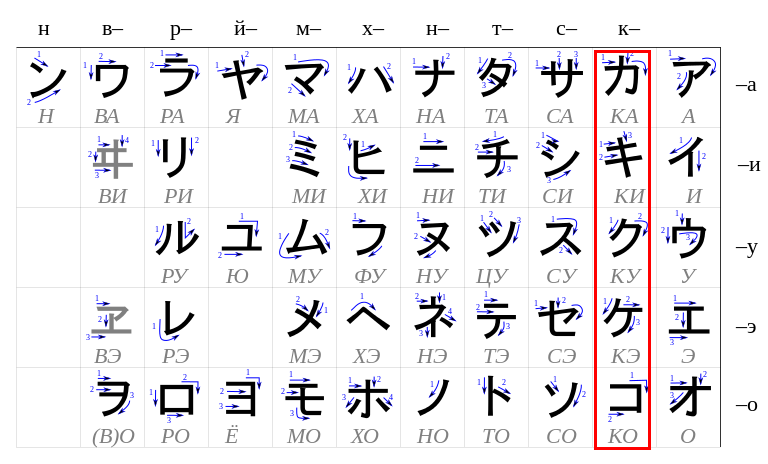 н в– р– й– м– х– н– т– с– к–
ン ワ ラ ヤ マ ハ ナ タ サ カ ア –а
Н ВА РА Я МА ХА НА ТА СА КА А
ヰ リ ミ ヒ ニ チ シ キ イ –и
ВИ РИ МИ ХИ НИ ТИ СИ КИ И
ル ユ ム フ ヌ ツ ス ク ウ –у
РУ Ю МУ ФУ НУ ЦУ СУ КУ У
ヱ レ メ ヘ ネ テ セ ケ エ –э
ВЭ РЭ МЭ ХЭ НЭ ТЭ СЭ КЭ Э
ヲ ロ ヨ モ ホ ノ ト ソ コ オ –о
(В)О РО Ё МО ХО НО ТО СО КО О